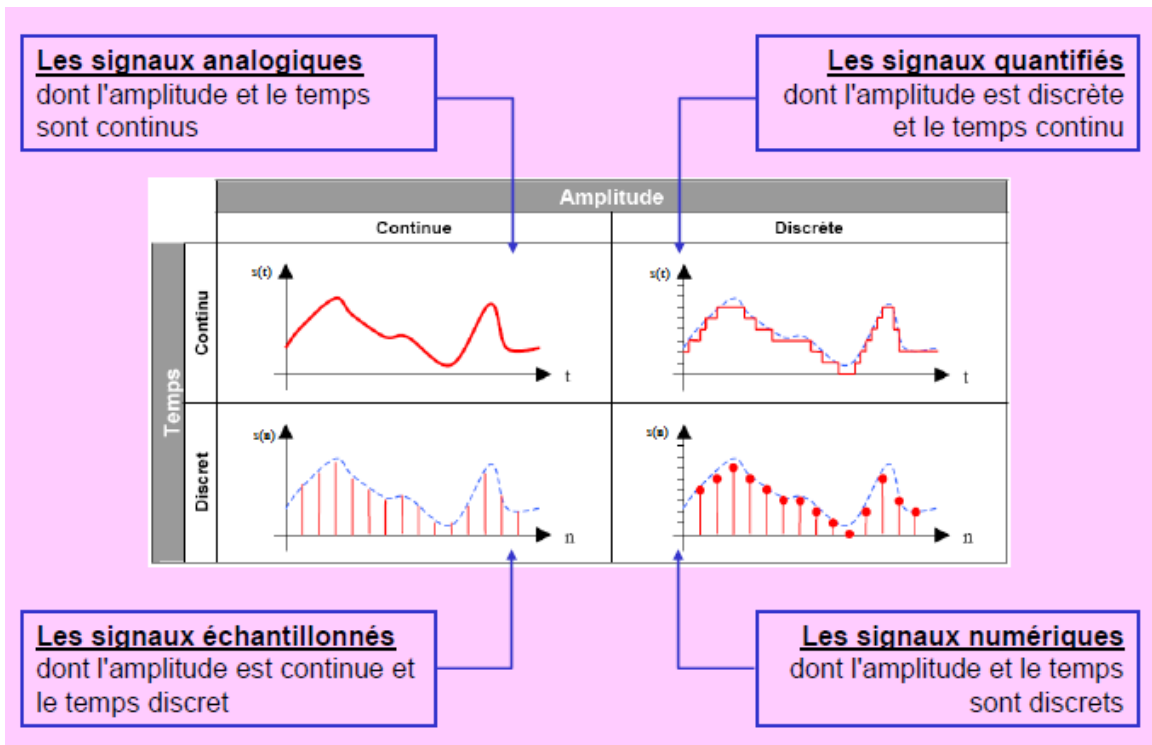 Les signaux analogiques
dont l'amplitude et le temps
sont continus
Les signaux quantifiés
dont l'amplitude est discrète
et le temps continu
Amplitude
Continue
Discrète
Temps
Continu
s(t)
t
s(t)
t
Discret
s(n)
n
s(n)
n
Les signaux échantillonnés
dont l'amplitude est continue et
le temps discret
Les signaux numériques
dont l'amplitude et le temps
sont discrets